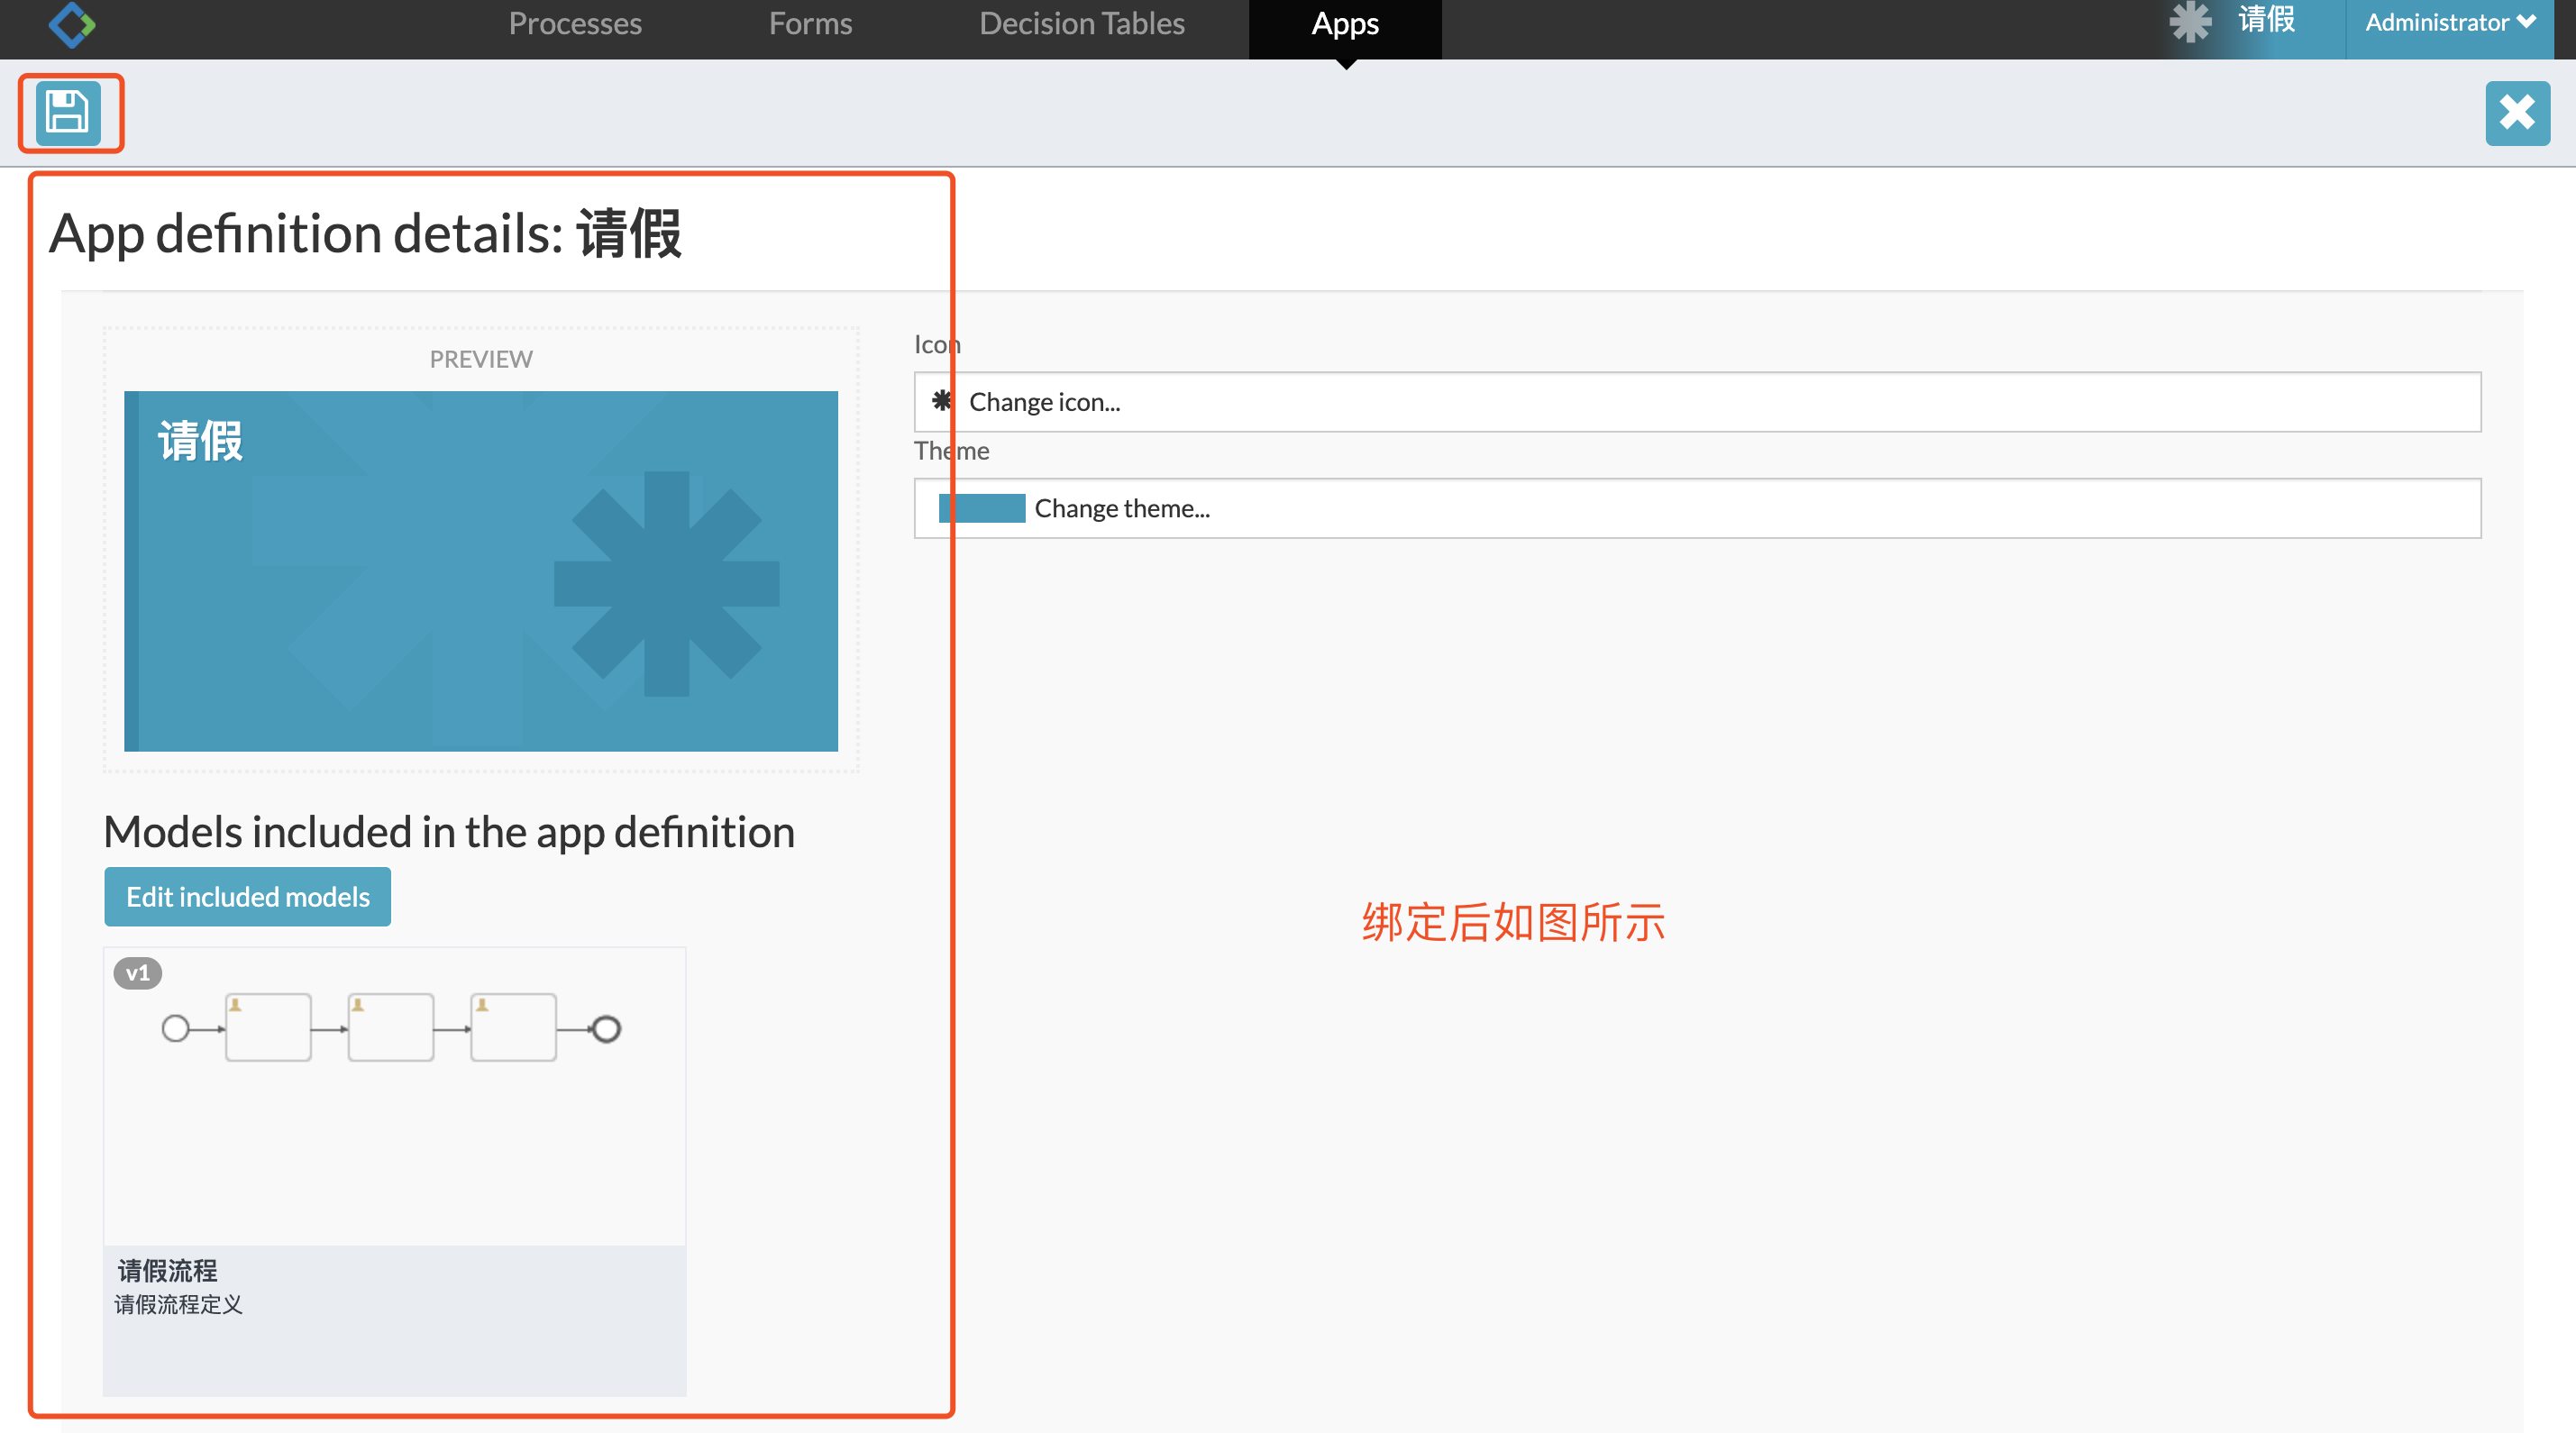 Processes
Forms
Decision Tables
Apps
请假
Administrator
App definition details: 请假
PREVIEW
请假
Icon
Change icon...
Theme
Change theme...
Models included in the app definition
Edit included models
绑定后如图所示
v1
请假流程
请假流程定义